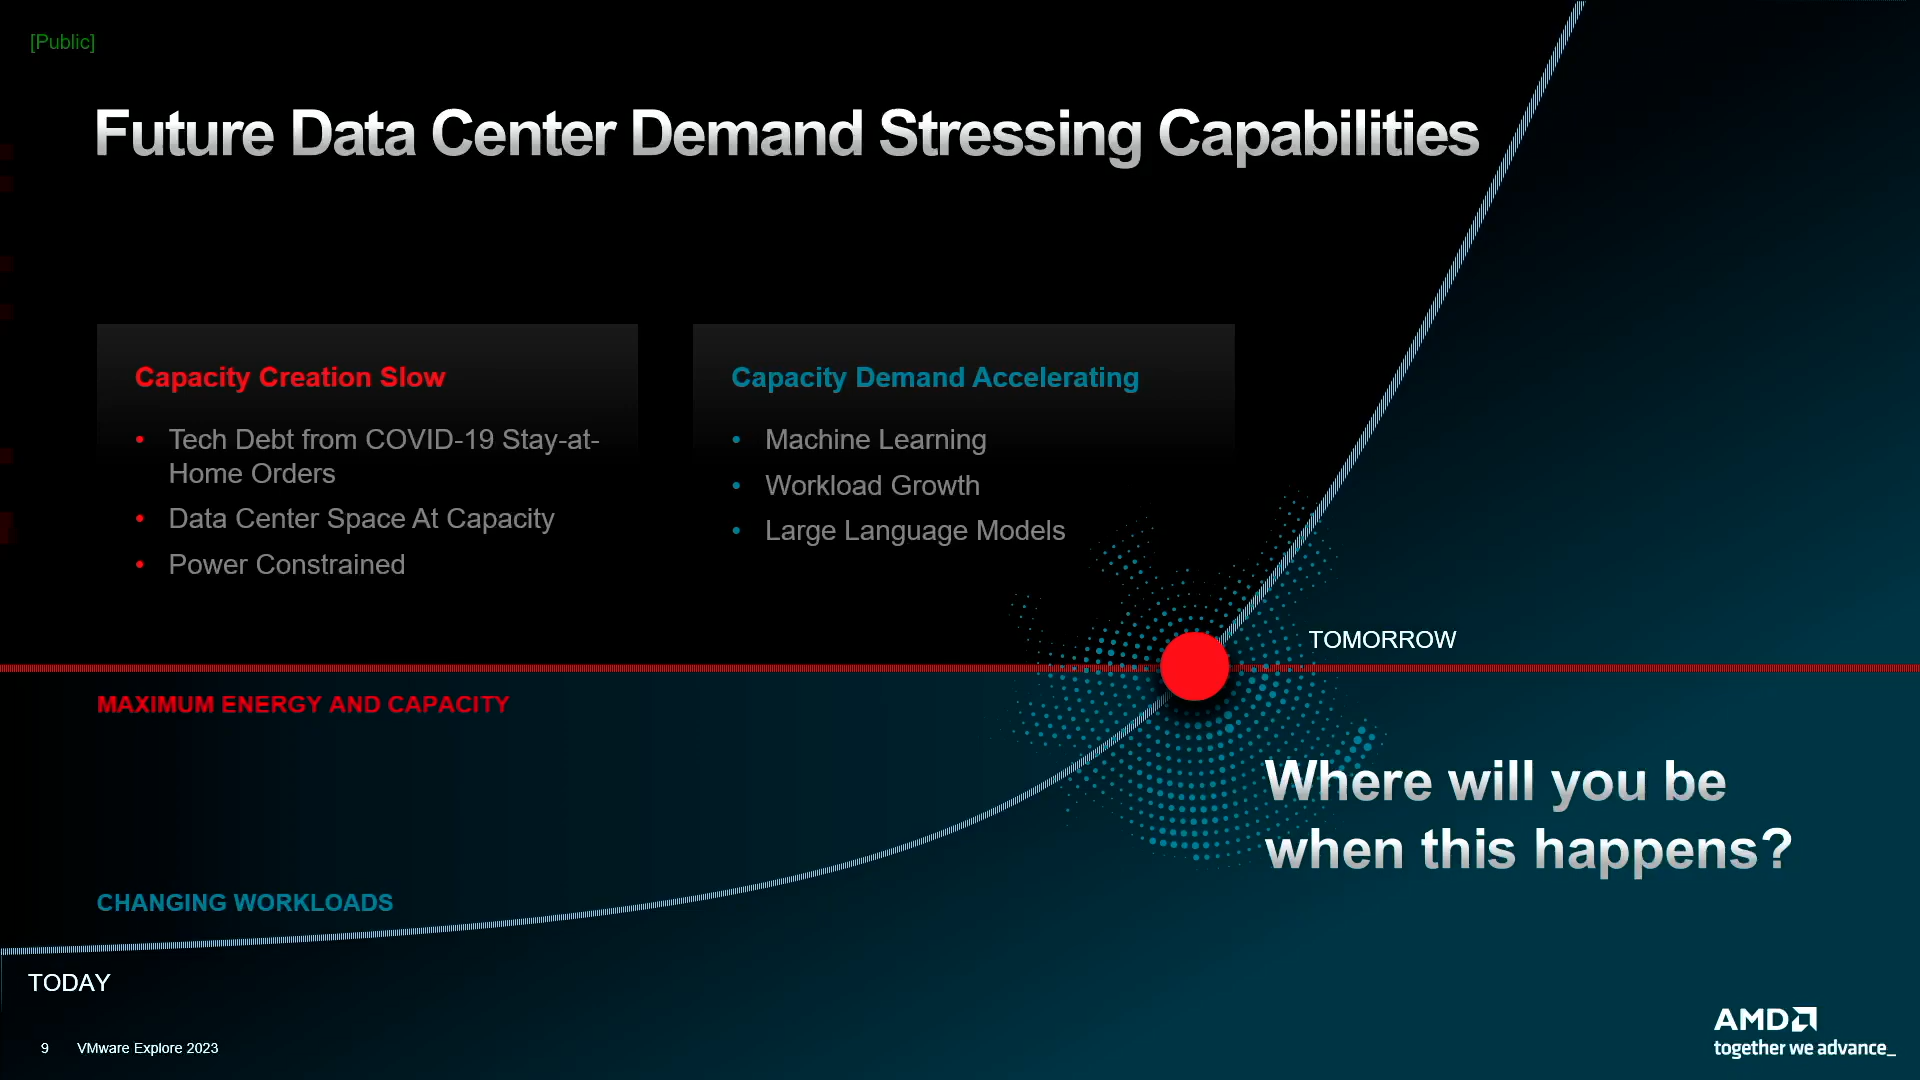 [Public]
Future Data Center Demand Stressing Capabilities
Capacity Creation Slow
• Tech Debt from COVID-19 Stay-at-
Home Orders
• Data Center Space At Capacity
• Power Constrained
Capacity Demand Accelerating
• Machine Learning
• Workload Growth
• Large Language Models
TOMORROW
MAXIMUM ENERGY AND CAPACITY
Where will you be
when this happens?
CHANGING WORKLOADS
TODAY
9 VMware Explore 2023
AMD
together we advance_